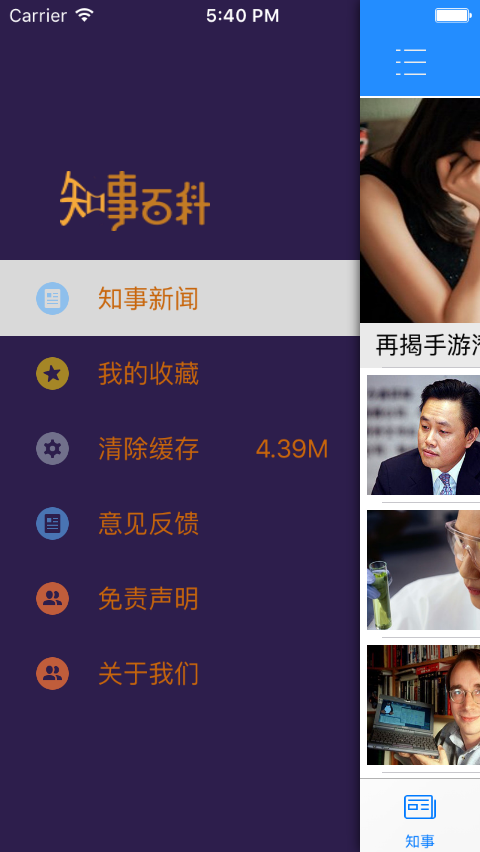 Carrier
5:40 PM
知事百科
知事新闻
我的收藏
清除缓存 4.39M
意见反馈
免责声明
关于我们
再揭手游
知事